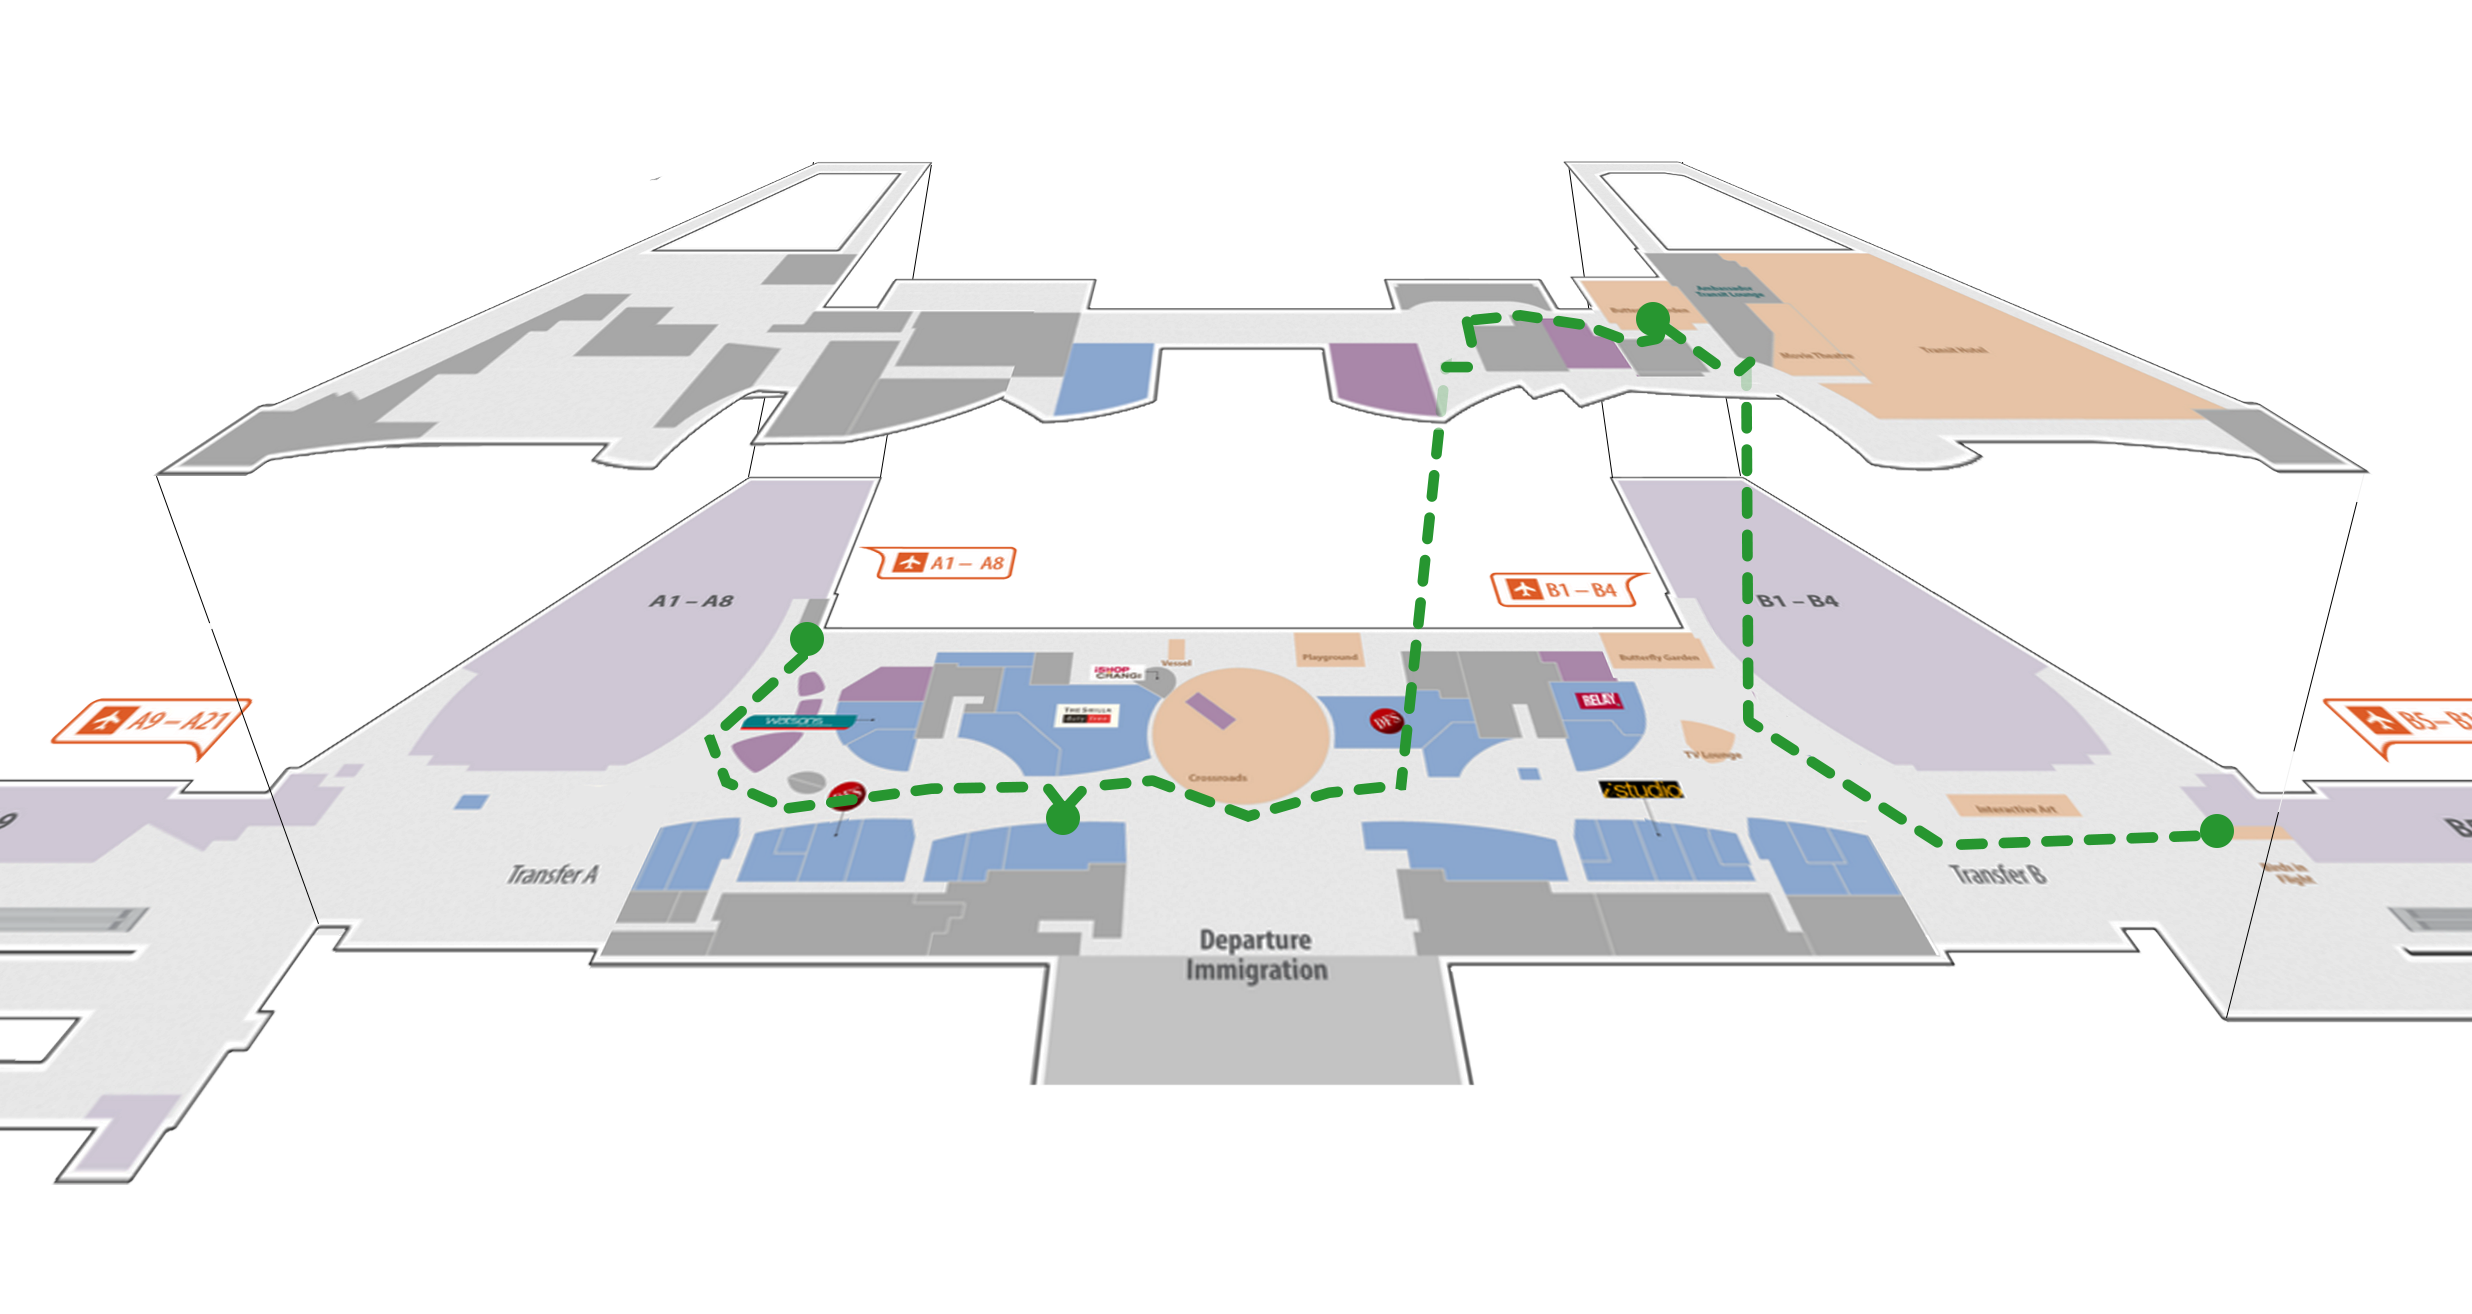 Ambassador
Transit Lounge
Butterfly Garden
Movie Theatre
Transit Hotel
A1 – A8
B1 – B4
A1 – A8
B1 – B4
iSHOP
CHANGI
Vessel
Playground
Butterfly Garden
A9 – A21
watsons
THE SHILLA
duty free
DFS
RELAY
TV Lounge
Crossroads
DFS
istudio
Interactive Art
9
Transfer A
Transfer B
Birds in
Flight
Departure
Immigration